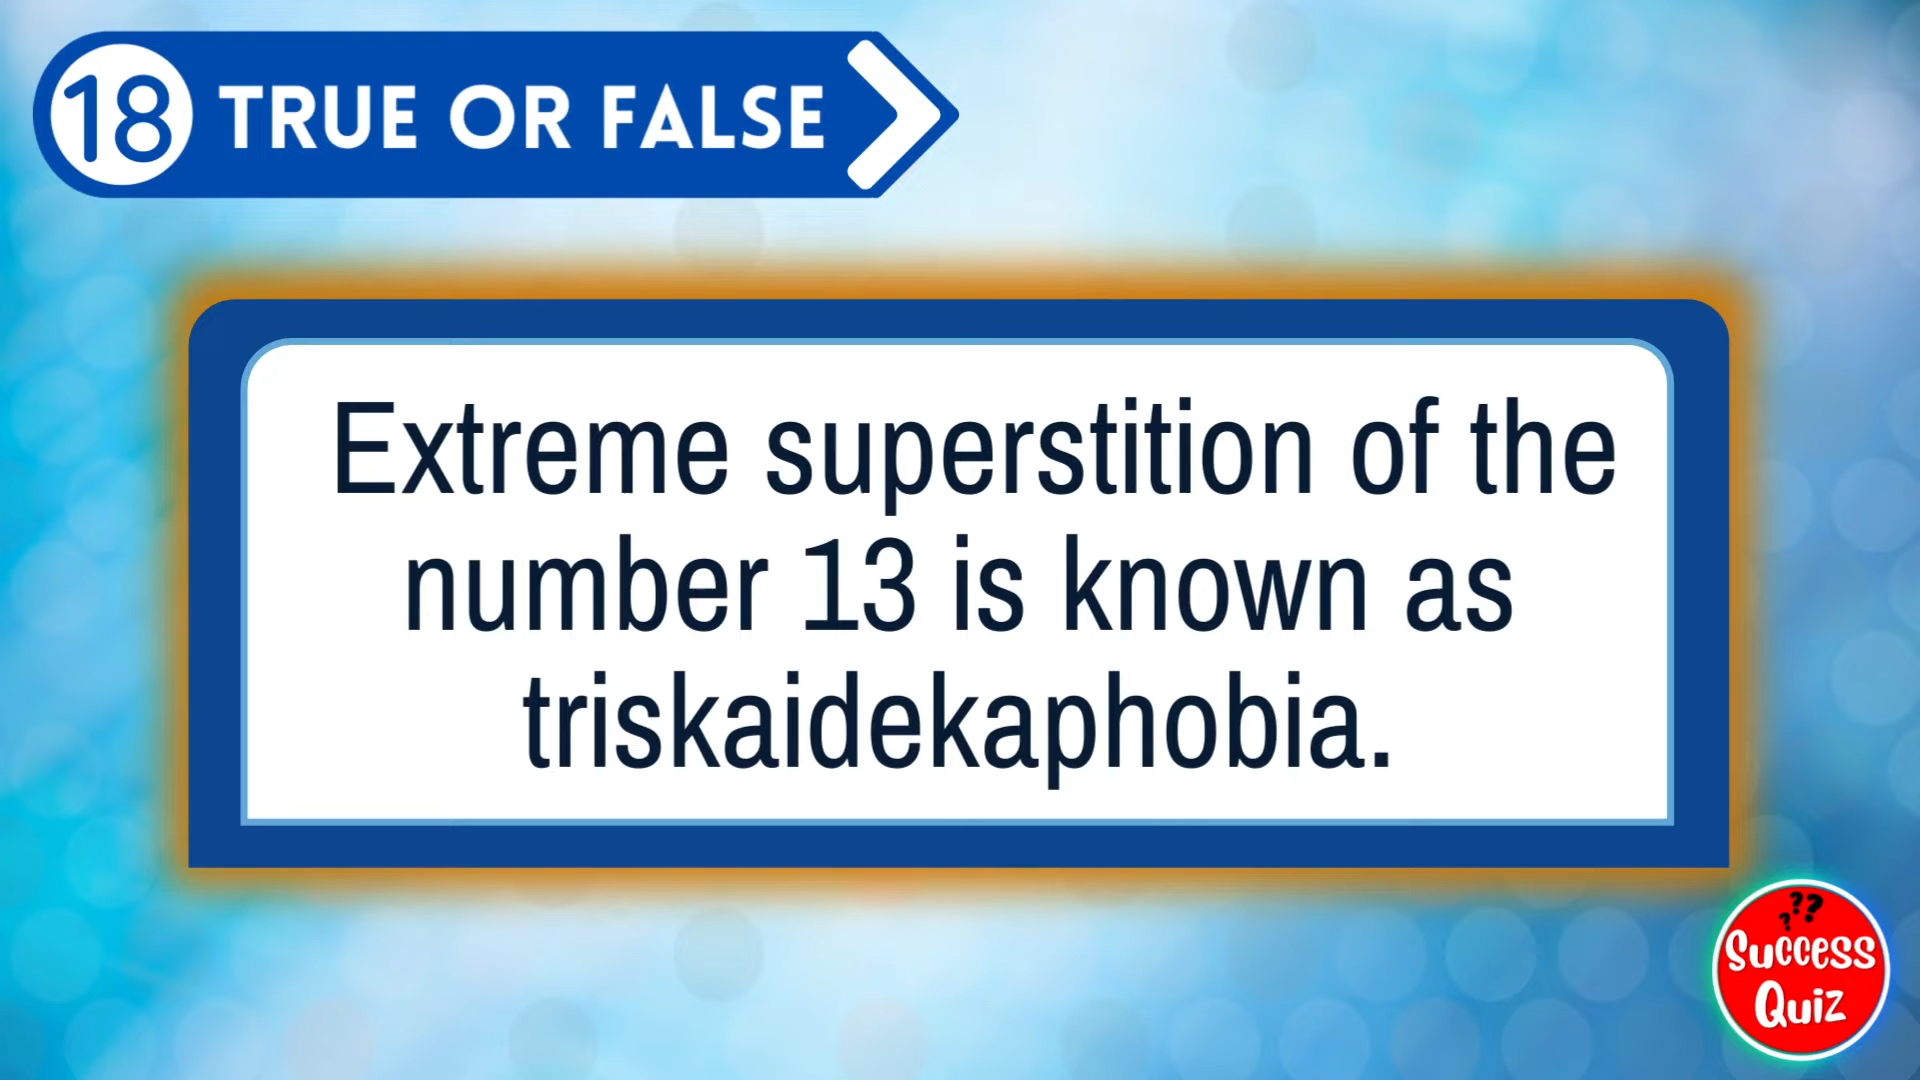 18 TRUE OR FALSE
Extreme superstition of the
number 13 is known as
triskaidekaphobia.
???
Success
Quiz